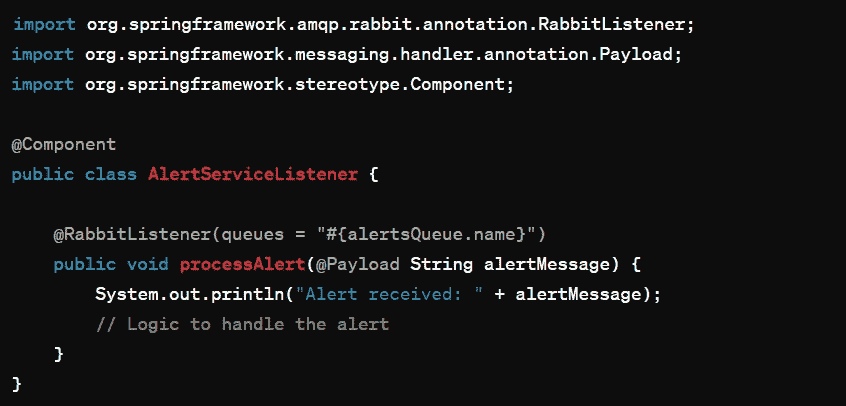 import org.springframework.amqp.rabbit.annotation.RabbitListener;
import org.springframework.messaging.handler.annotation.Payload;
import org.springframework.stereotype.Component;

@Component
public class AlertServiceListener {

    @RabbitListener(queues = "#{alertsQueue.name}")
    public void processAlert(@Payload String alertMessage) {
        System.out.println("Alert received: " + alertMessage);
        // Logic to handle the alert
    }
}